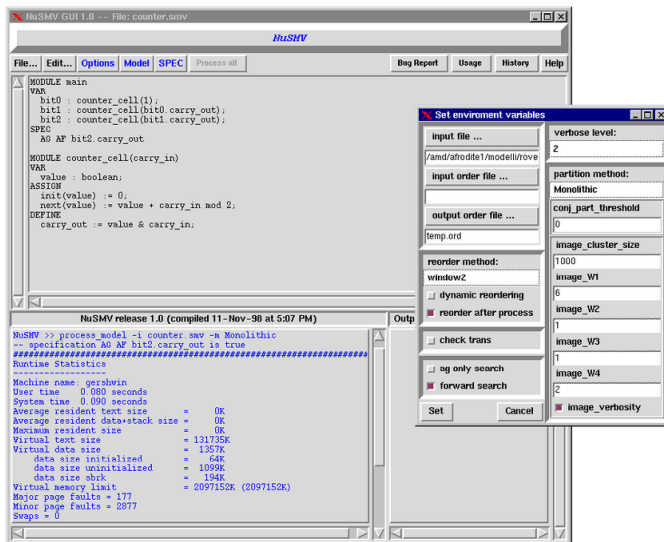 NuSMV GUI 1.0 -- File: counter.smv
NuSMV
File... Edit... Options Model SPEC Process all Bug Report Usage History Help
MODULE main
VAR
bit0 : counter_cell(1);
bit1 : counter_cell(bit0.carry_out);
bit2 : counter_cell(bit1.carry_out);
SPEC
AG AF bit2.carry_out
MODULE counter_cell(carry_in)
VAR
value : boolean;
ASSIGN
init(value) := 0;
next(value) := value + carry_in mod 2;
DEFINE
carry_out := value & carry_in;
NuSMV release 1.0 (compiled 11-Nov-98 at 5:07 PM)
Outp
NuSMV >> process_model -i counter.smv -m Monolithic
-- specification AG AF bit2.carry_out is true
######################################################################
Runtime Statistics
------------------
Machine name: gershwin
User time 0.080 seconds
System time 0.090 seconds
Average resident text size = 0K
Average resident data+stack size = 0K
Maximum resident size = 0K
Virtual text size = 131735K
Virtual data size = 1357K
data size initialized = 64K
data size uninitialized = 1099K
data size sbrk = 194K
Virtual memory limit = 2097152K (2097152K)
Major page faults = 177
Minor page faults = 2877
Swaps = 0
Set enviroment variables
input file ...
/amd/afrodite1/modelli/rove
input order file ...
output order file ...
temp.ord
reorder method:
window2
dynamic reordering
reorder after process
check trans
ag only search
forward search
Set Cancel
verbose level:
2
partition method:
Monolithic
conj_part_threshold
0
image_cluster_size
1000
image_W1
6
image_W2
1
image_W3
1
image_W4
2
image_verbosity